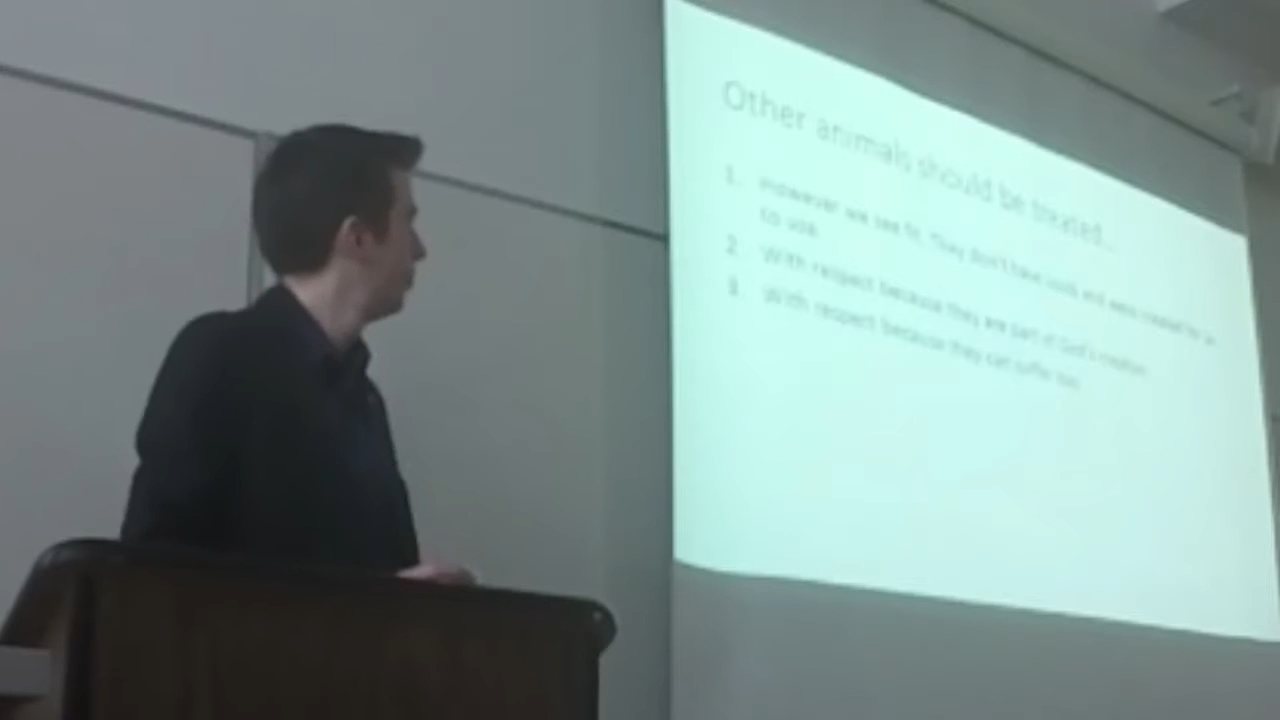 Other animals should be treated...
1. However we see fit. They don't have souls and were created for us
to use.
2. With respect because they are part of God's creation.
3. With respect because they can suffer too.